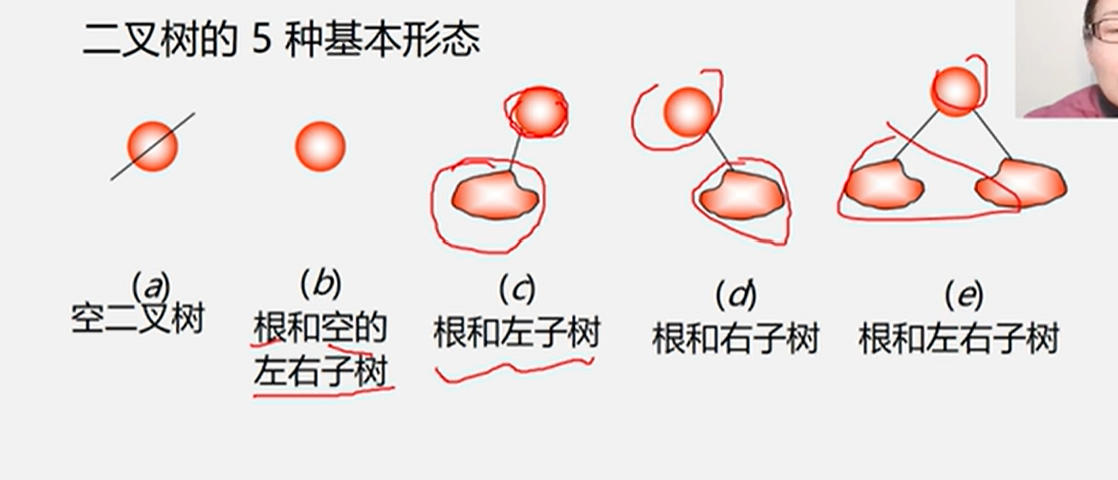 二叉树的 5 种基本形态
(a)
空二叉树
(b)
根和空的
左右子树
(c)
根和左子树
(d)
根和右子树
(e)
根和左右子树